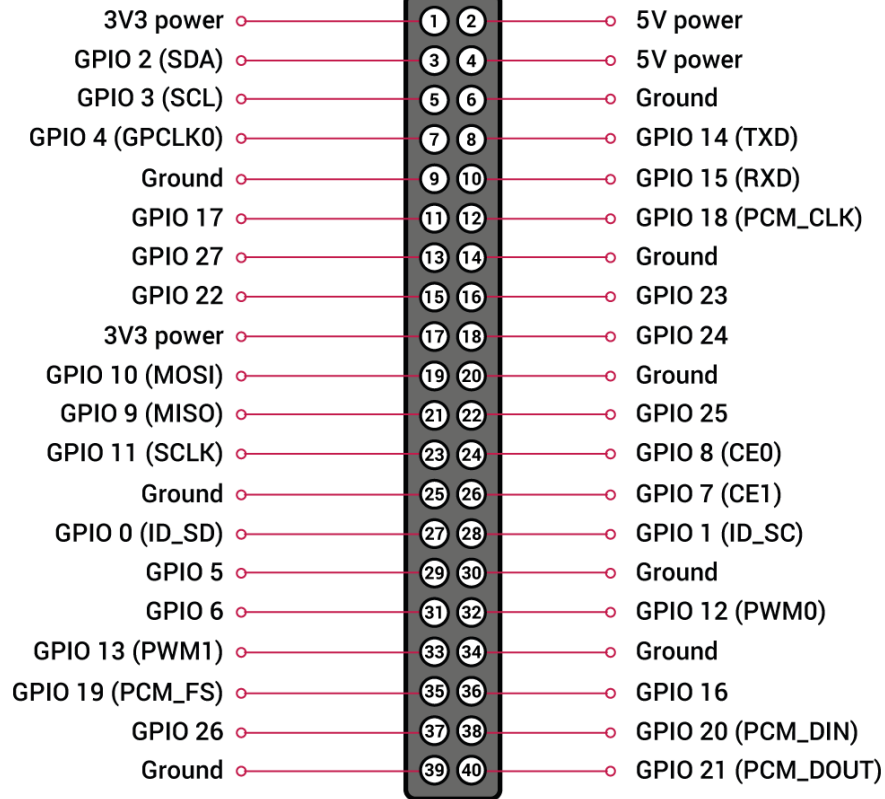 3V3 power 1 2 5V power
GPIO 2 (SDA) 3 4 5V power
GPIO 3 (SCL) 5 6 Ground
GPIO 4 (GPCLK0) 7 8 GPIO 14 (TXD)
Ground 9 10 GPIO 15 (RXD)
GPIO 17 11 12 GPIO 18 (PCM_CLK)
GPIO 27 13 14 Ground
GPIO 22 15 16 GPIO 23
3V3 power 17 18 GPIO 24
GPIO 10 (MOSI) 19 20 Ground
GPIO 9 (MISO) 21 22 GPIO 25
GPIO 11 (SCLK) 23 24 GPIO 8 (CE0)
Ground 25 26 GPIO 7 (CE1)
GPIO 0 (ID_SD) 27 28 GPIO 1 (ID_SC)
GPIO 5 29 30 Ground
GPIO 6 31 32 GPIO 12 (PWM0)
GPIO 13 (PWM1) 33 34 Ground
GPIO 19 (PCM_FS) 35 36 GPIO 16
GPIO 26 37 38 GPIO 20 (PCM_DIN)
Ground 39 40 GPIO 21 (PCM_DOUT)